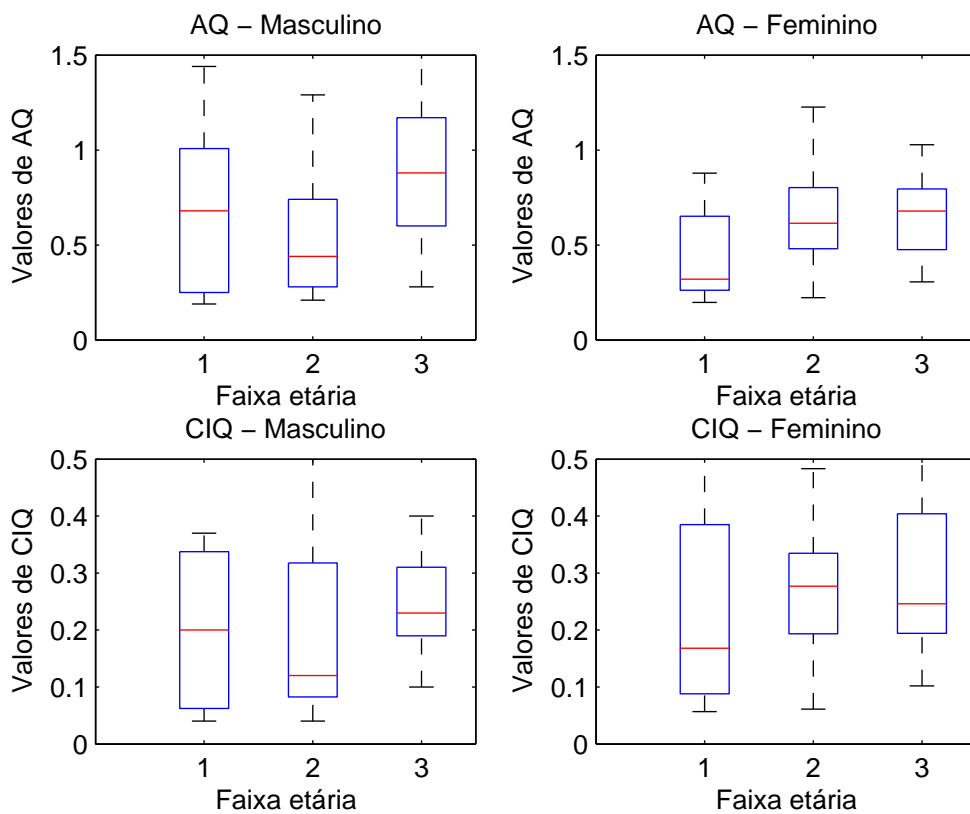 AQ – Masculino
Valores de AQ
1.5
1
0.5
0
1 2 3
Faixa etária
AQ – Feminino
Valores de AQ
1.5
1
0.5
0
1 2 3
Faixa etária
CIQ – Masculino
Valores de CIQ
0.5
0.4
0.3
0.2
0.1
0
1 2 3
Faixa etária
CIQ – Feminino
Valores de CIQ
0.5
0.4
0.3
0.2
0.1
0
1 2 3
Faixa etária